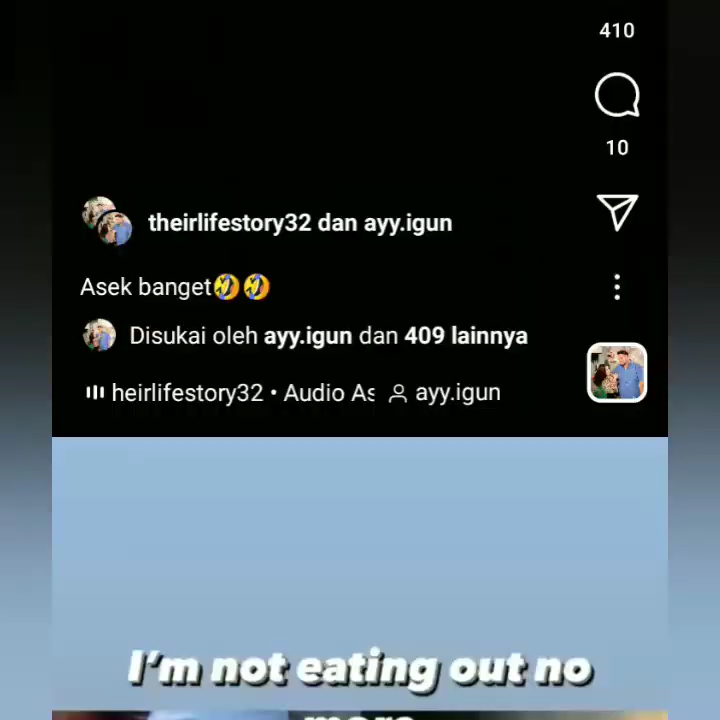 410
10
theirlifestory32 dan ayy.igun
Asek banget🤣🤣
Disukai oleh ayy.igun dan 409 lainnya
heirlifestory32 • Audio As ayy.igun
I'm not eating out no
more